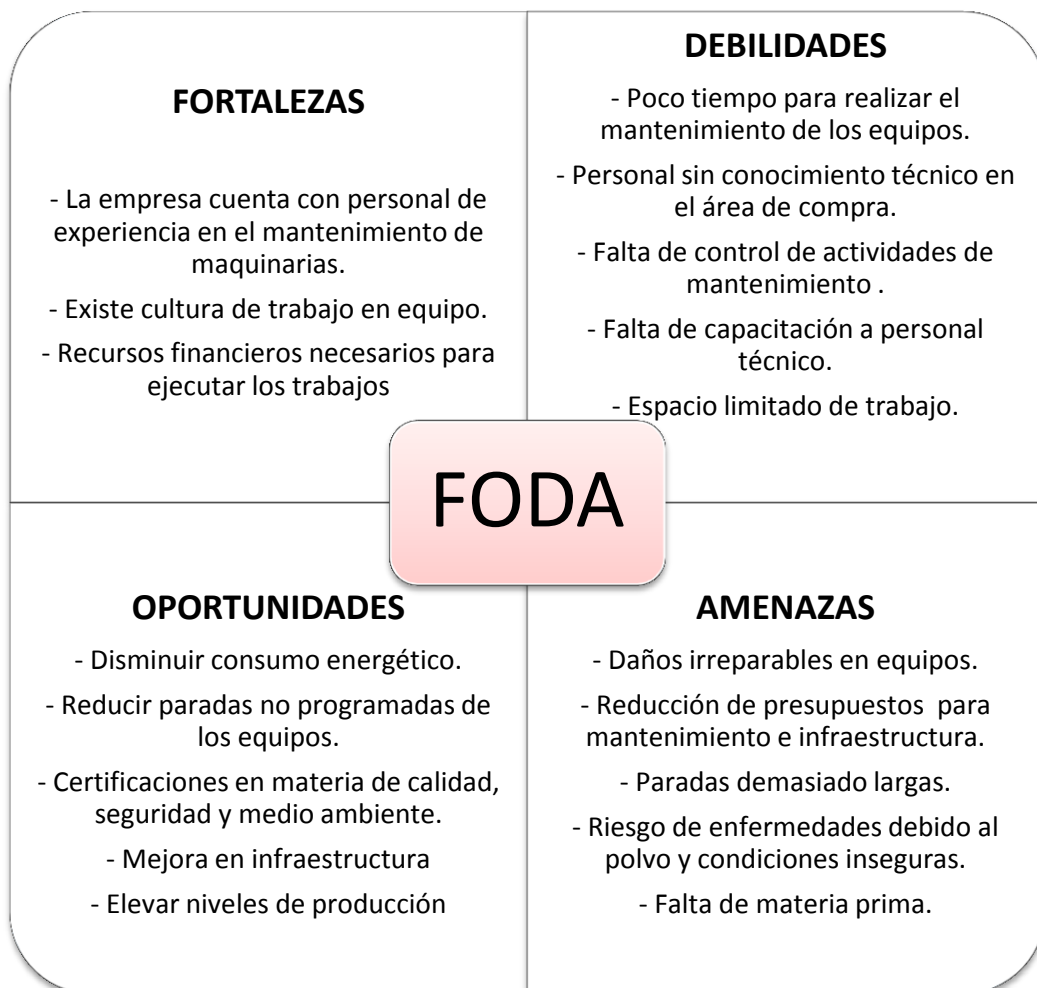 FORTALEZAS
- La empresa cuenta con personal de
experiencia en el mantenimiento de
maquinarias.
- Existe cultura de trabajo en equipo.
- Recursos financieros necesarios para
ejecutar los trabajos
DEBILIDADES
- Poco tiempo para realizar el
mantenimiento de los equipos.
- Personal sin conocimiento técnico en
el área de compra.
- Falta de control de actividades de
mantenimiento .
- Falta de capacitación a personal
técnico.
- Espacio limitado de trabajo.
FODA
OPORTUNIDADES
- Disminuir consumo energético.
- Reducir paradas no programadas de
los equipos.
- Certificaciones en materia de calidad,
seguridad y medio ambiente.
- Mejora en infraestructura
- Elevar niveles de producción
AMENAZAS
- Daños irreparables en equipos.
- Reducción de presupuestos  para
mantenimiento e infraestructura.
- Paradas demasiado largas.
- Riesgo de enfermedades debido al
polvo y condiciones inseguras.
- Falta de materia prima.